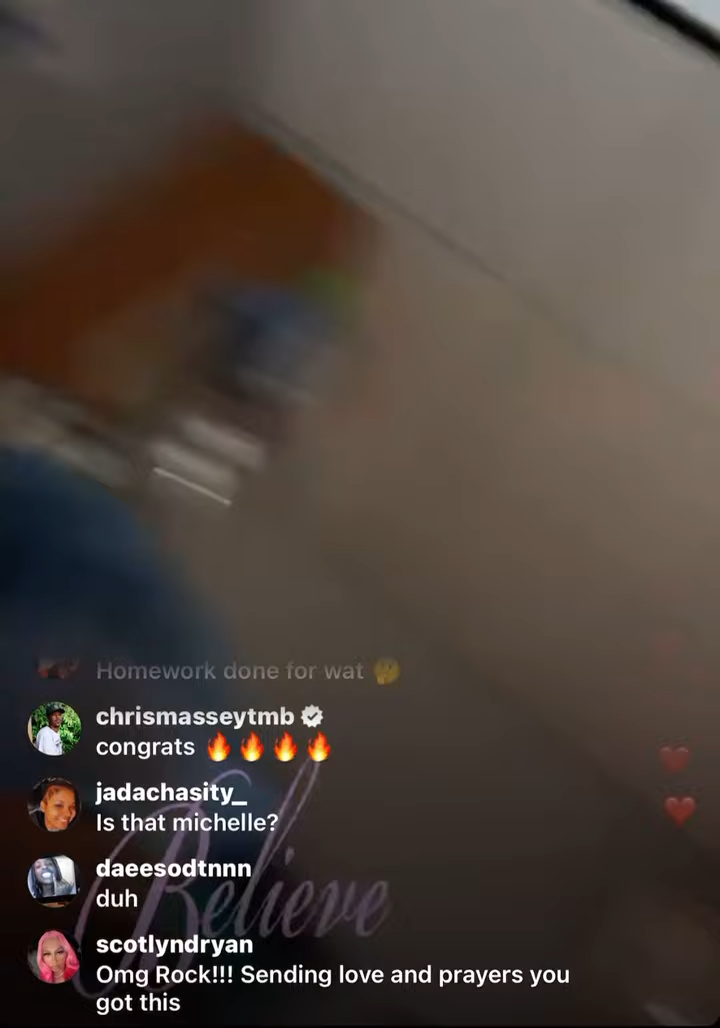 Homework done for wat 🤔
chrismasseytmb
congrats 🔥🔥🔥🔥
jadachasity_
Is that michelle?
daeesodtnnn
duh
Believe
scotlyndryan
Omg Rock!!! Sending love and prayers you
got this